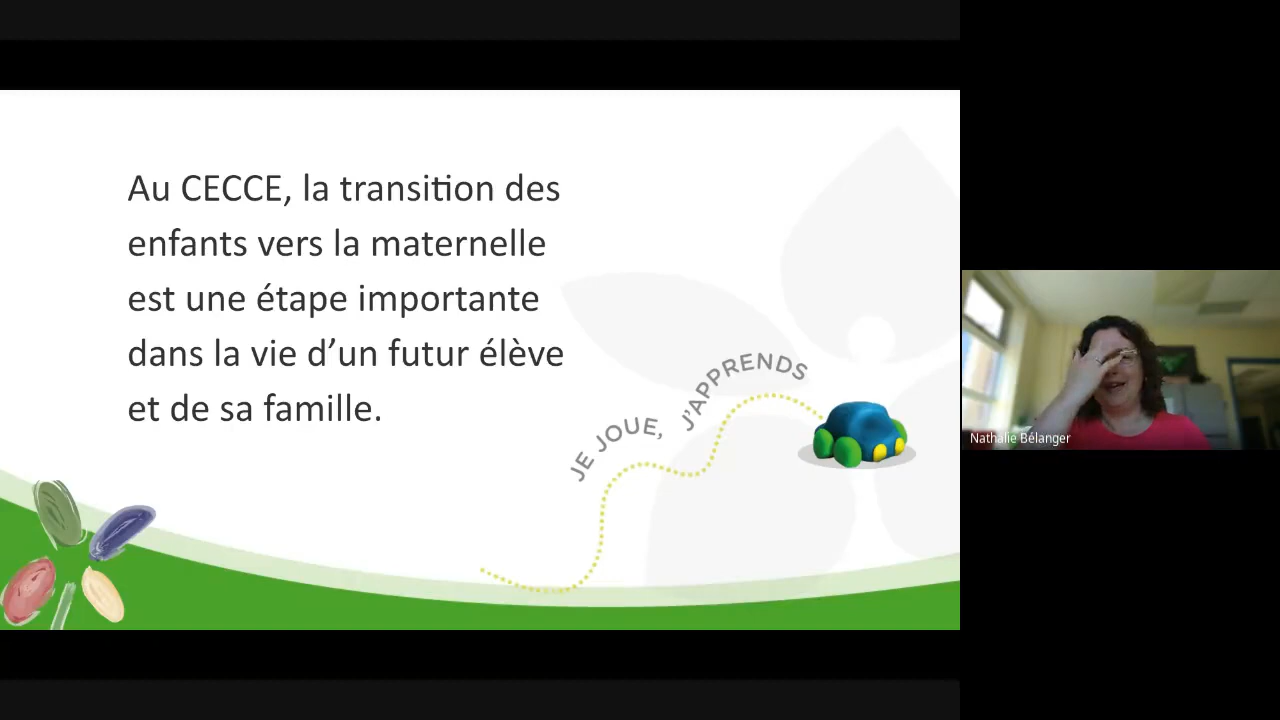 Au CECCE, la transition des
enfants vers la maternelle
est une étape importante
dans la vie d’un futur élève
et de sa famille.
JE JOUE, J’APPRENDS
Nathalie Bélanger